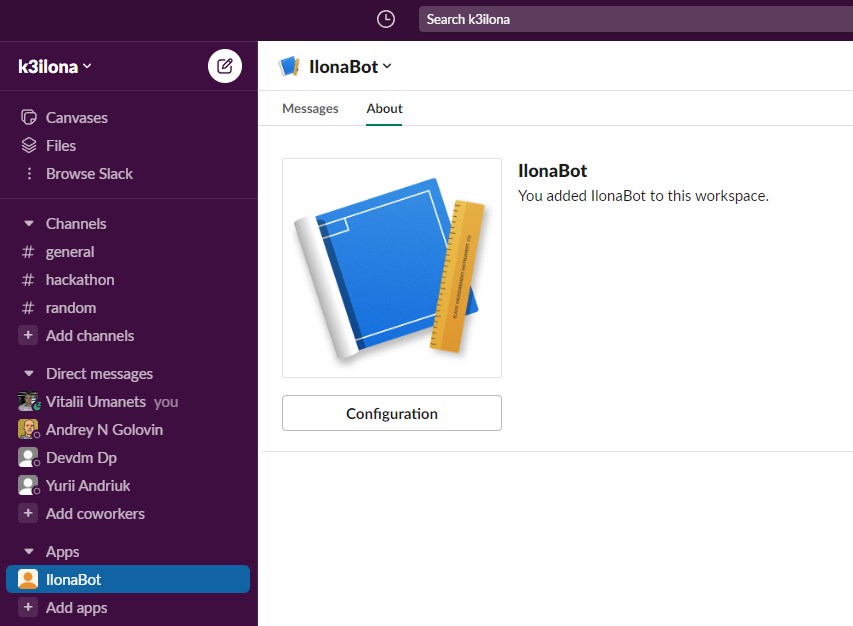 Search k3ilona
k3ilona
IlonaBot
Messages About
Canvases
Files
Browse Slack
Channels
# general
# hackathon
# random
+ Add channels
Direct messages
Vitalii Umanets you
Andrey N Golovin
Devdm Dp
Yurii Andriuk
+ Add coworkers
Apps
IlonaBot
+ Add apps
IlonaBot
You added IlonaBot to this workspace.
Configuration